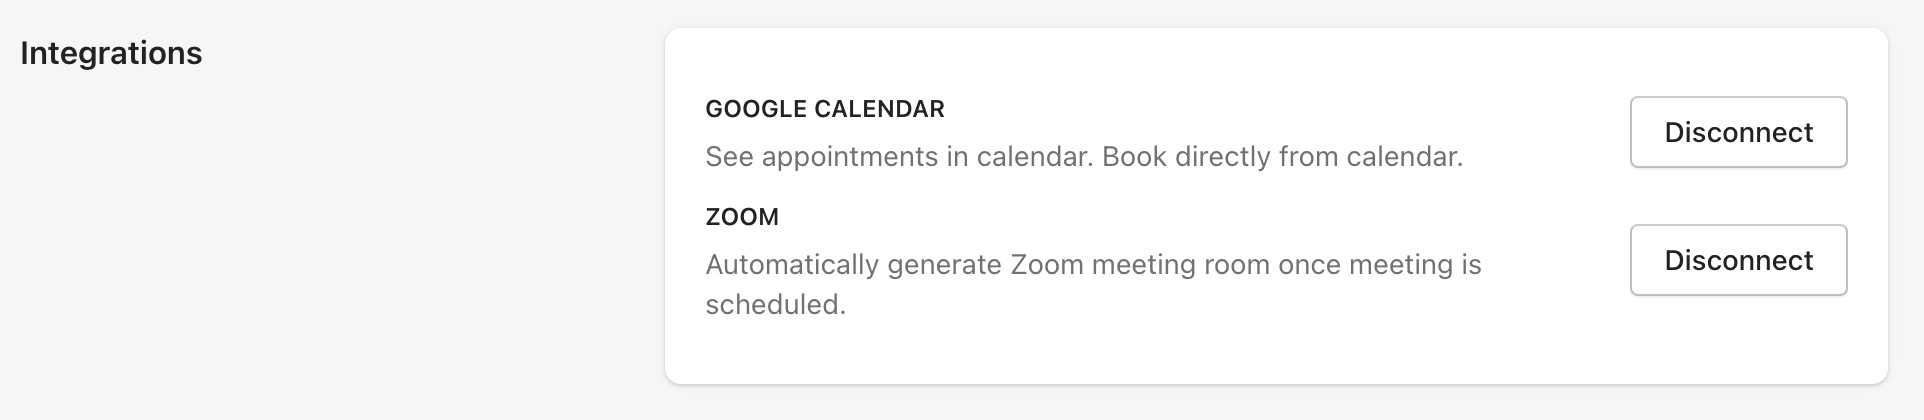 Integrations
GOOGLE CALENDAR
See appointments in calendar. Book directly from calendar.
Disconnect
ZOOM
Automatically generate Zoom meeting room once meeting is
scheduled.
Disconnect